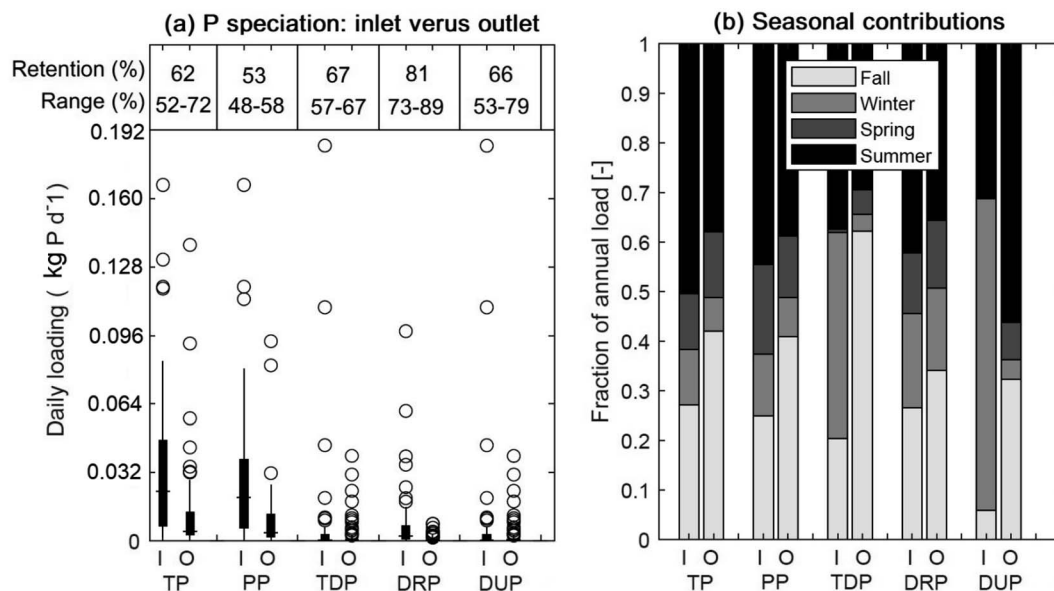 (a) P speciation: inlet verus outlet
Retention (%) 62 53 67 81 66
Range (%) 52-72 48-58 57-67 73-89 53-79
Daily loading ( kg P d⁻¹)
0.192
0.160
0.128
0.096
0.064
0.032
0
I O I O I O I O I O
TP PP TDP DRP DUP
(b) Seasonal contributions
Fraction of annual load [-]
1
0.9
0.8
0.7
0.6
0.5
0.4
0.3
0.2
0.1
0
Fall
Winter
Spring
Summer
I O I O I O I O I O
TP PP TDP DRP DUP